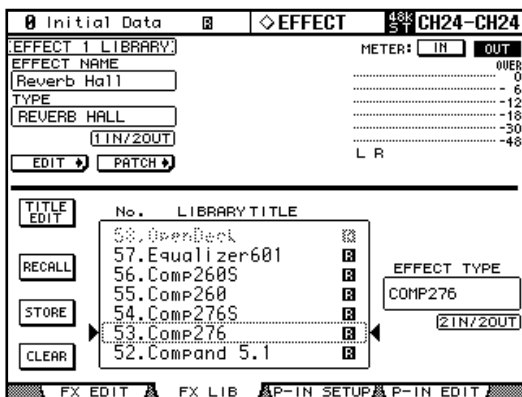 0 Initial Data R ◇EFFECT 48K ST CH24-CH24
EFFECT 1 LIBRARY METER: IN OUT
EFFECT NAME OVER
Reverb Hall 0
- 6
TYPE -12
REVERB HALL -18
-30
1IN/2OUT -48
L R
EDIT PATCH
TITLE EDIT
No. LIBRARY TITLE
58.OpenDeck R
57.Equalizer601 R
RECALL
56.Comp260S R
EFFECT TYPE
55.Comp260 R
COMP276
STORE
54.Comp276S R
2IN/2OUT
53.Comp276 R
CLEAR
52.Compand 5.1 R
FX EDIT FX LIB P-IN SETUP P-IN EDIT